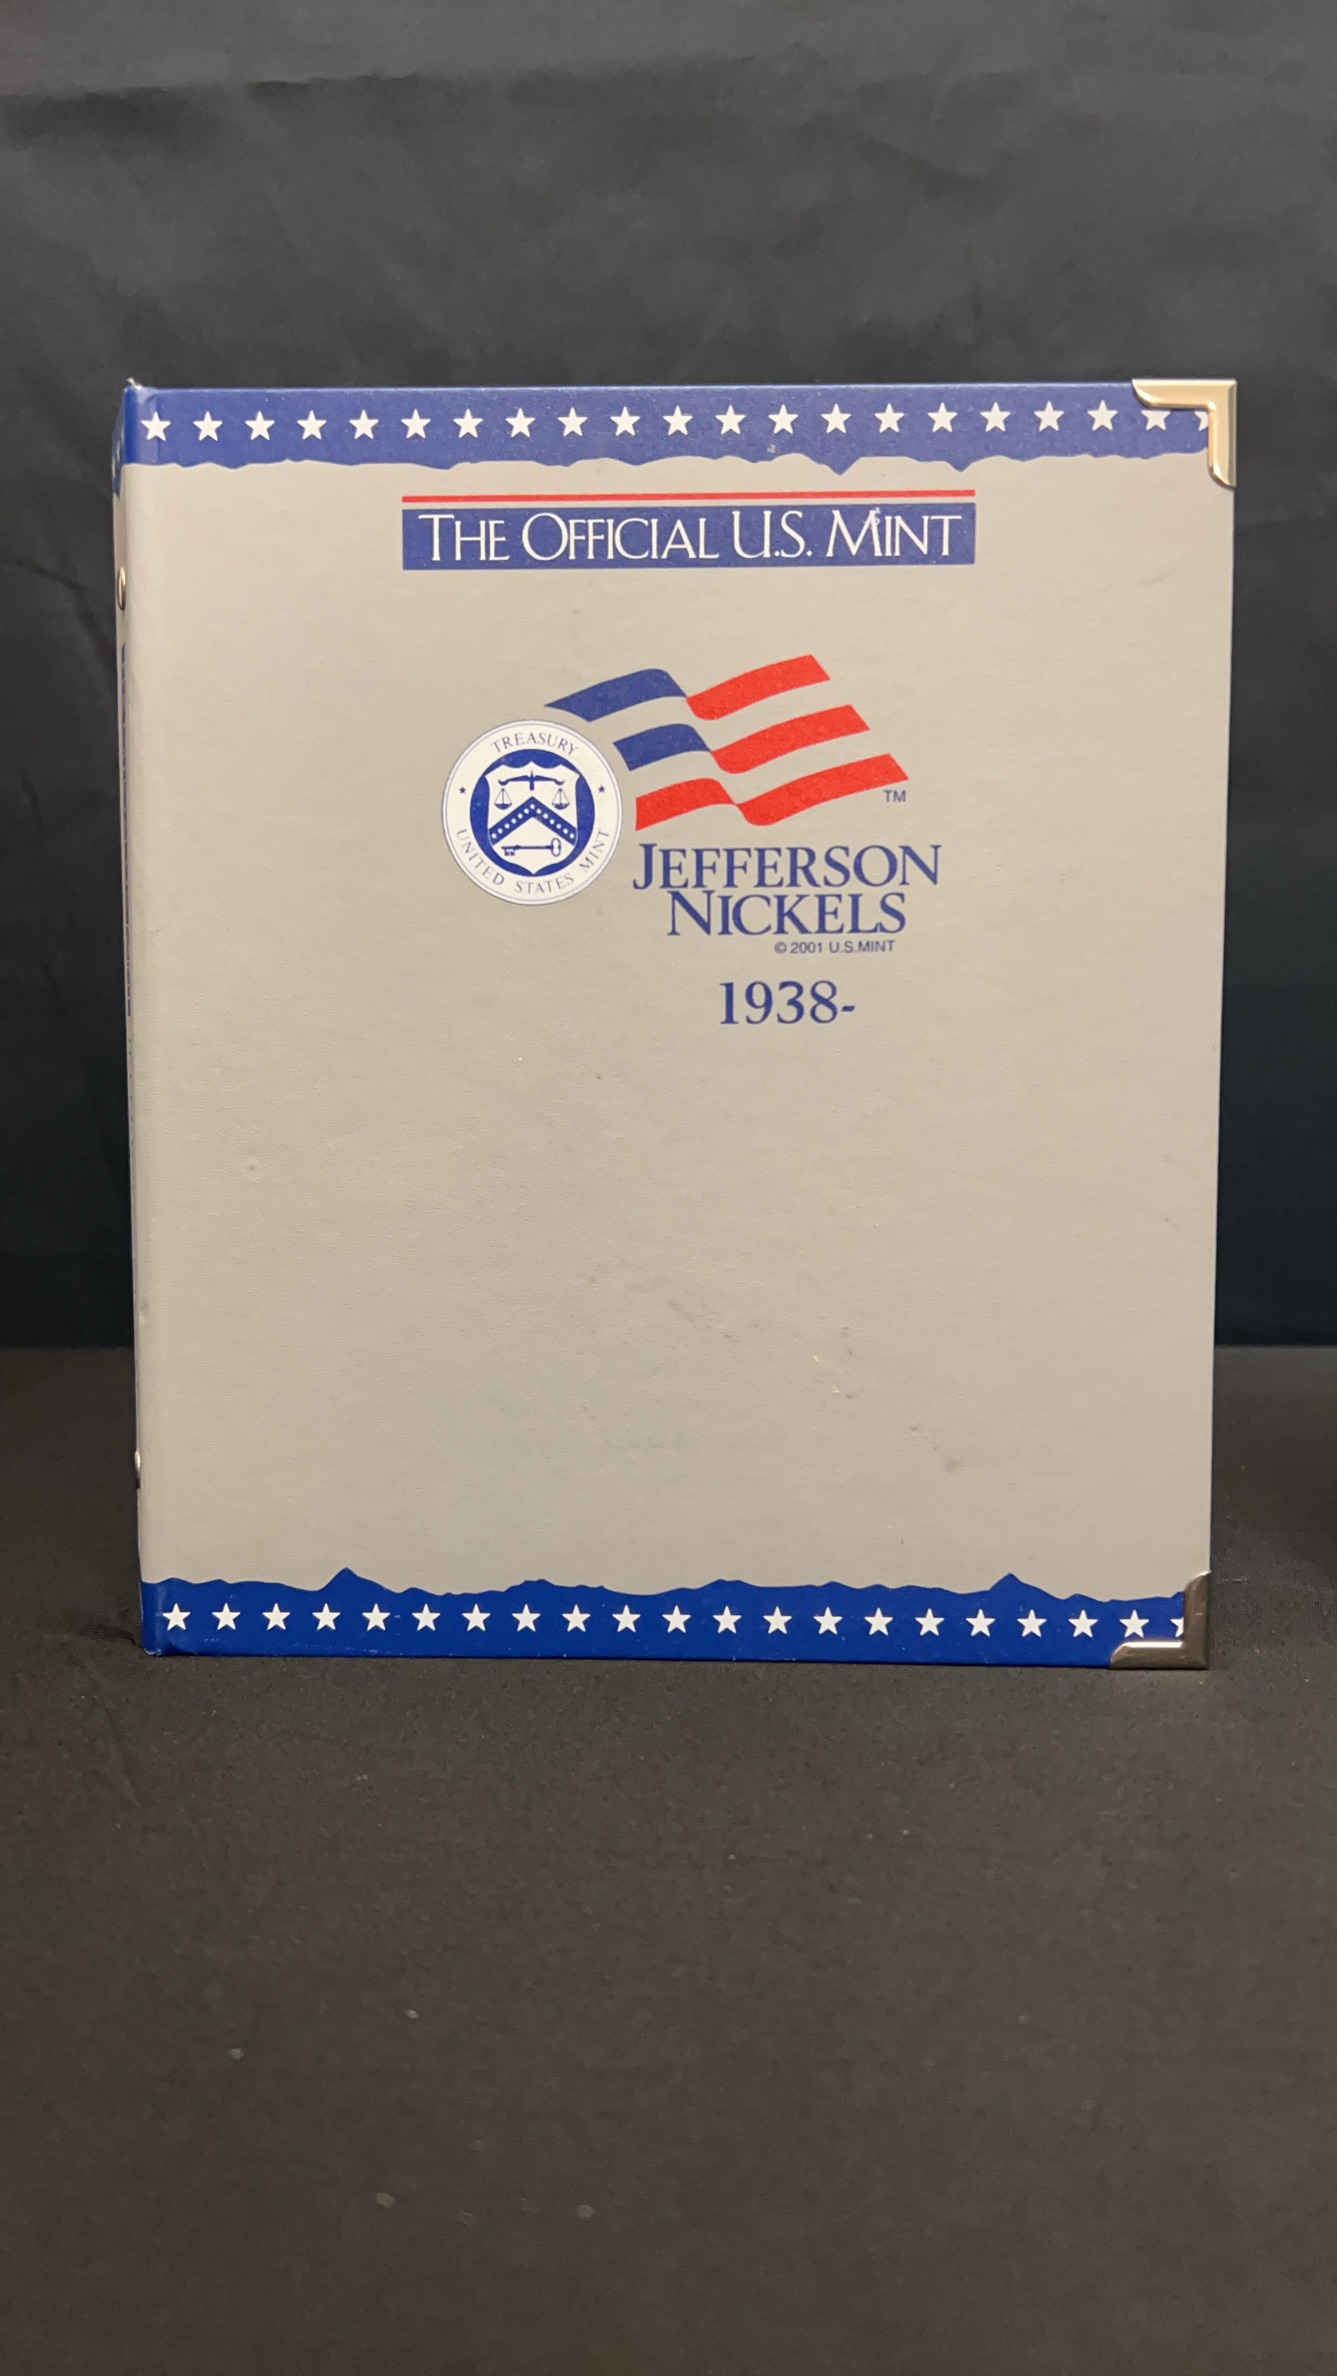 THE OFFICIAL U.S. MINT
TREASURY
UNITED STATES MINT
TM
JEFFERSON
NICKELS
© 2001 U.S.MINT
1938-